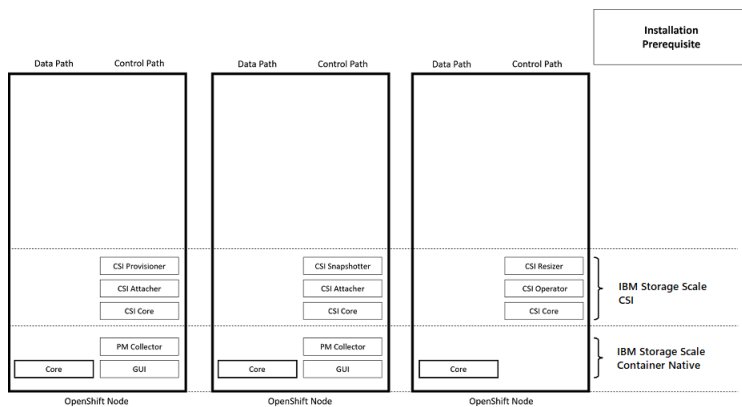 Installation
Prerequisite
Data Path
Control Path
Data Path
Control Path
Data Path
Control Path
CSI Provisioner
CSI Snapshotter
CSI Resizer
CSI Attacher
CSI Attacher
CSI Operator
IBM Storage Scale
CSI
CSI Core
CSI Core
CSI Core
PM Collector
PM Collector
IBM Storage Scale
Container Native
Core
GUI
Core
GUI
Core
OpenShift Node
OpenShift Node
OpenShift Node